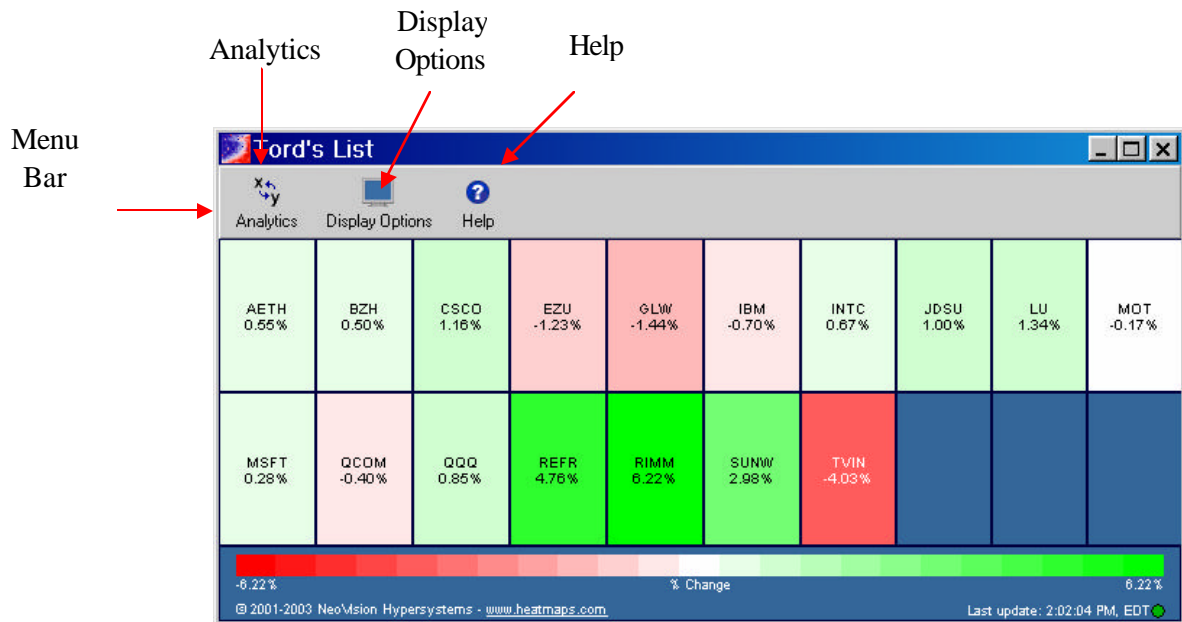 Analytics
Display
Options
Help
Menu
Bar
Tord's List
x
y
Analytics Display Options Help
AETH BZH CSCO EZU GLW IBM INTC JDSU LU MOT
0.55% 0.50% 1.16% -1.23% -1.44% -0.70% 0.67% 1.00% 1.34% -0.17%
MSFT QCOM QQQ REFR RIMM SUNW TVIN
0.28% -0.40% 0.85% 4.76% 6.22% 2.98% -4.03%
-6.22% % Change 6.22%
© 2001-2003 NeoVision Hypersystems - www.heatmaps.com Last update: 2:02:04 PM, EDT